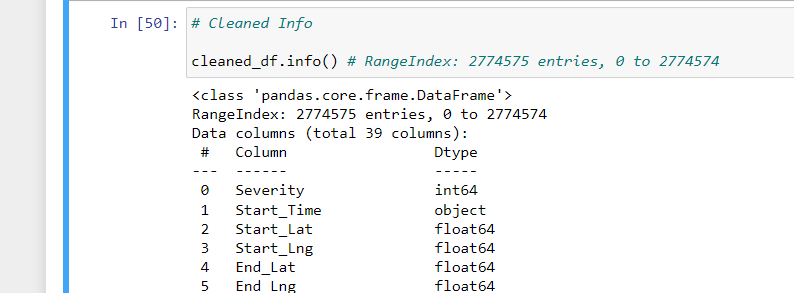 In [50]: # Cleaned Info
cleaned_df.info() # RangeIndex: 2774575 entries, 0 to 2774574
<class 'pandas.core.frame.DataFrame'>
RangeIndex: 2774575 entries, 0 to 2774574
Data columns (total 39 columns):
# Column Dtype
--- ------ -----
0 Severity int64
1 Start_Time object
2 Start_Lat float64
3 Start_Lng float64
4 End_Lat float64
5 End_Lng float64